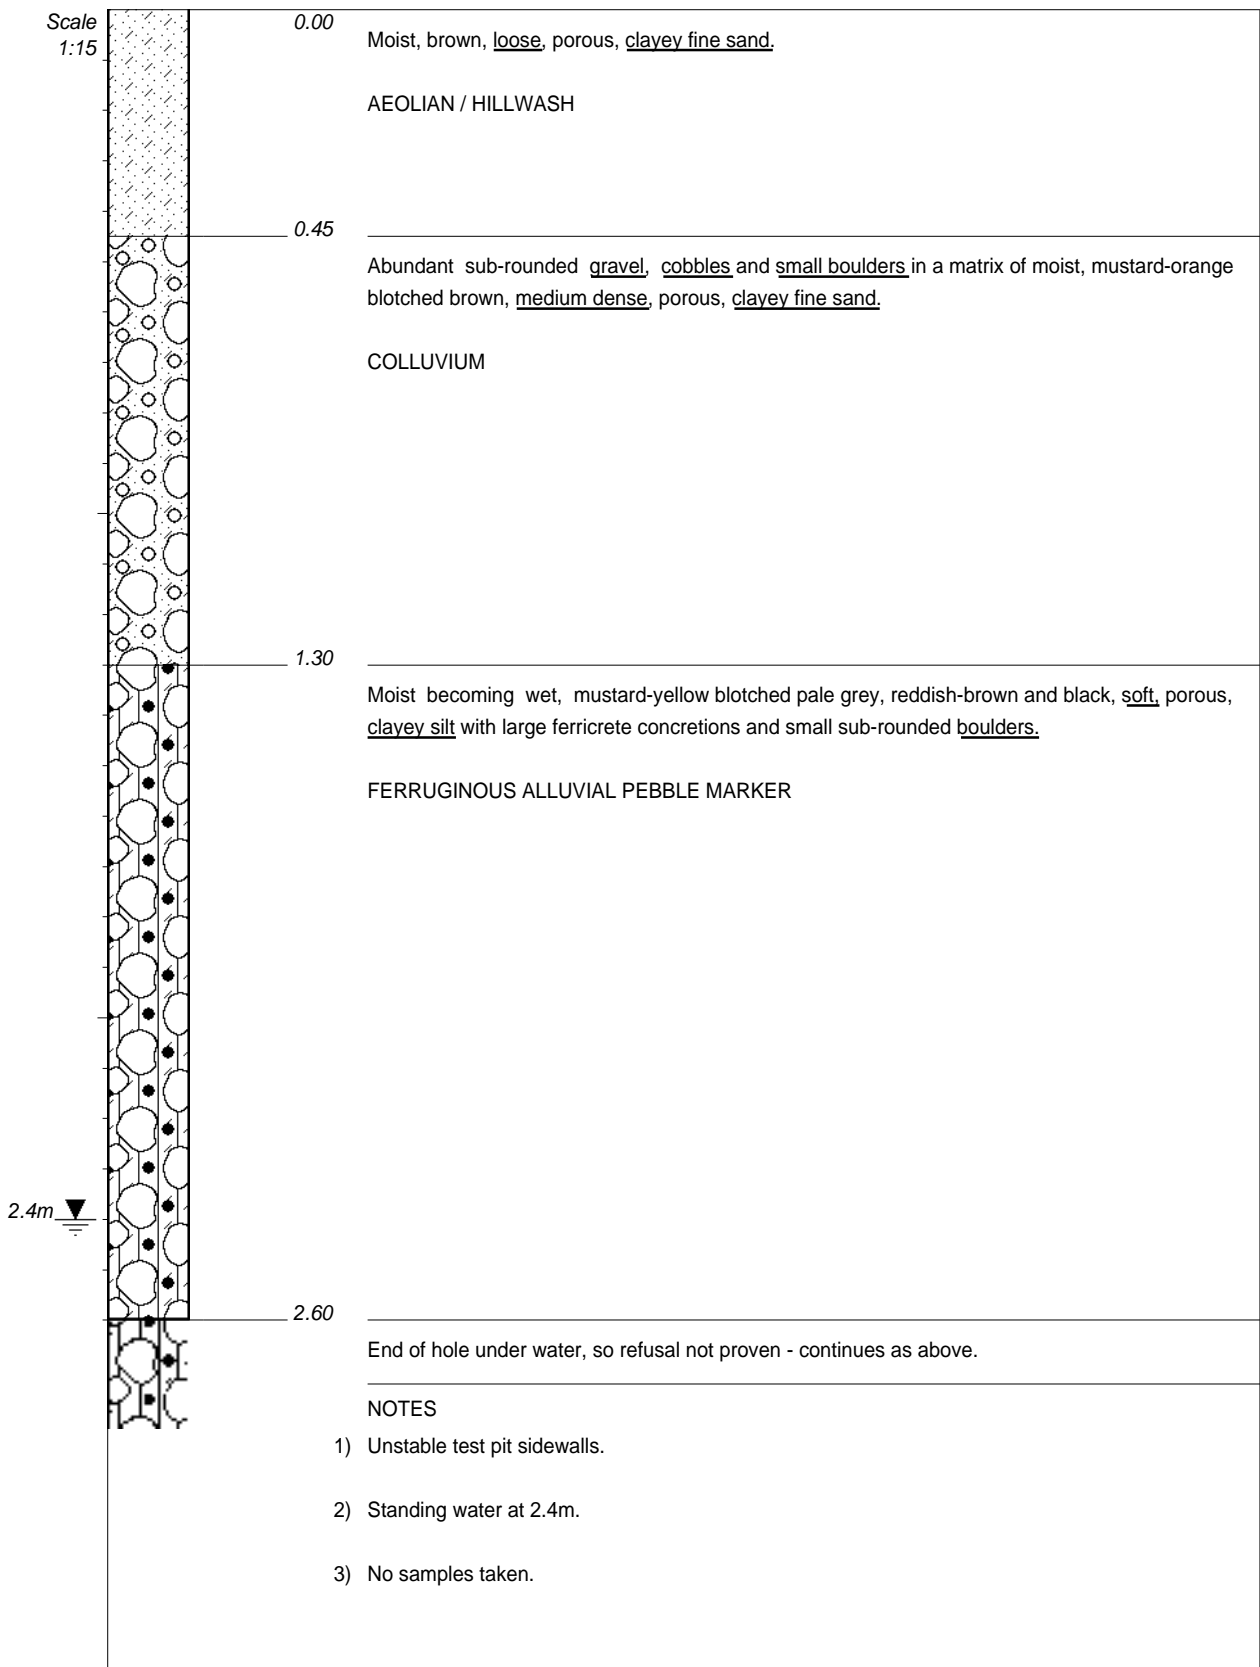 Scale
1:15
0.00
Moist, brown, loose, porous, clayey fine sand.
AEOLIAN / HILLWASH
0.45
Abundant sub-rounded gravel, cobbles and small boulders in a matrix of moist, mustard-orange
blotched brown, medium dense, porous, clayey fine sand.
COLLUVIUM
1.30
Moist becoming wet, mustard-yellow blotched pale grey, reddish-brown and black, soft, porous,
clayey silt with large ferricrete concretions and small sub-rounded boulders.
FERRUGINOUS ALLUVIAL PEBBLE MARKER
2.4m
2.60
End of hole under water, so refusal not proven - continues as above.
NOTES
1) Unstable test pit sidewalls.
2) Standing water at 2.4m.
3) No samples taken.